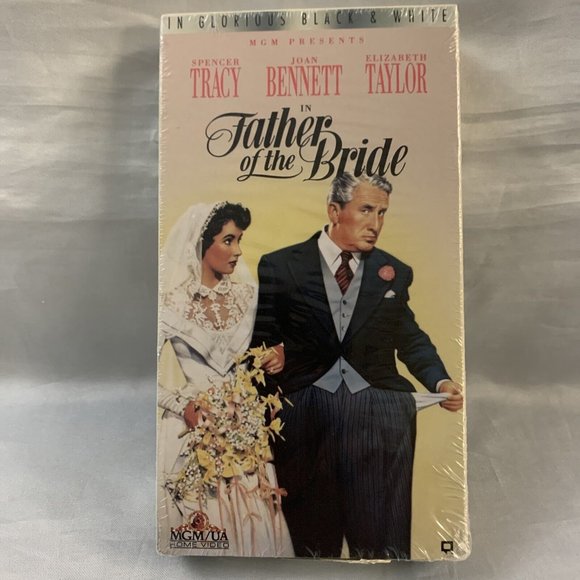 IN GLORIOUS BLACK & WHITE
MGM PRESENTS
SPENCER TRACY
JOAN BENNETT
ELIZABETH TAYLOR
IN
Father
of the Bride
MGM/UA
HOME VIDEO